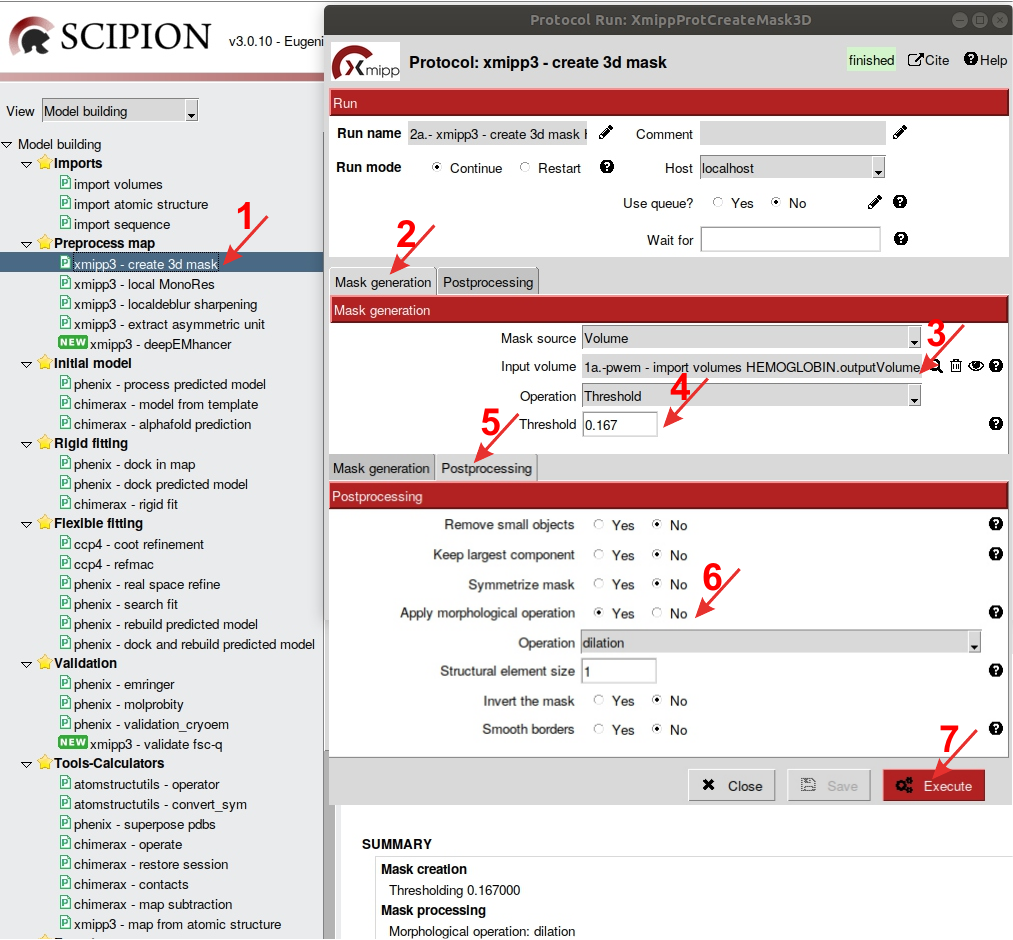 SCIPION
v3.0.10 - Eugeni
View Model building
Model building
Imports
import volumes
import atomic structure
import sequence
1
Preprocess map
xmipp3 - create 3d mask
xmipp3 - local MonoRes
xmipp3 - localdeblur sharpening
xmipp3 - extract asymmetric unit
NEW xmipp3 - deepEMhancer
Initial model
phenix - process predicted model
chimerax - model from template
chimerax - alphafold prediction
Rigid fitting
phenix - dock in map
phenix - dock predicted model
chimerax - rigid fit
Flexible fitting
ccp4 - coot refinement
ccp4 - refmac
phenix - real space refine
phenix - search fit
phenix - rebuild predicted model
phenix - dock and rebuild predicted model
Validation
phenix - emringer
phenix - molprobity
phenix - validation_cryoem
NEW xmipp3 - validate fsc-q
Tools-Calculators
atomstructutils - operator
atomstructutils - convert_sym
phenix - superpose pdbs
chimerax - operate
chimerax - restore session
chimerax - contacts
chimerax - map subtraction
xmipp3 - map from atomic structure
Protocol Run: XmippProtCreateMask3D
Xmipp Protocol: xmipp3 - create 3d mask finished Cite Help
Run
Run name 2a.- xmipp3 - create 3d mask Comment
Run mode Continue Restart Host localhost
Use queue? Yes No
Wait for
2
Mask generation Postprocessing
Mask generation
Mask source Volume
3
Input volume 1a.-pwem - import volumes HEMOGLOBIN.outputVolume
4
Operation Threshold
Threshold 0.167
5
Mask generation Postprocessing
Postprocessing
Remove small objects Yes No
Keep largest component Yes No
Symmetrize mask Yes No
6
Apply morphological operation Yes No
Operation dilation
Structural element size 1
Invert the mask Yes No
Smooth borders Yes No
7
Close Save Execute
SUMMARY
Mask creation
Thresholding 0.167000
Mask processing
Morphological operation: dilation